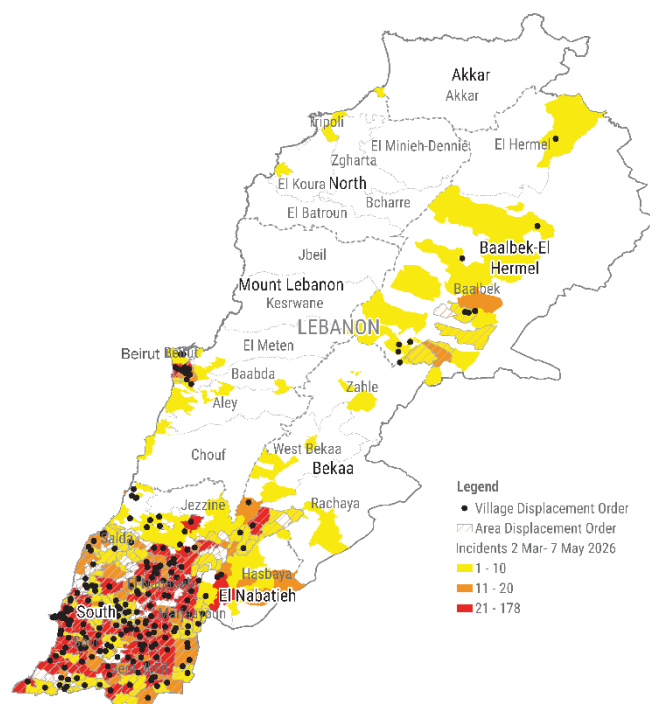 Akkar
Akkar
Tripoli
El Minieh-Dennie
El Hermel
Zgharta
El Koura
North
Bcharre
El Batroun
Jbeil
Baalbek-El
Hermel
Mount Lebanon
Baalbek
Kesrwane
LEBANON
El Meten
Beirut
Beirut
Baabda
Zahle
Aley
Chouf
West Bekaa
Bekaa
Jezzine
Rachaya
Saida
Hasbaya
El Nabatieh
South
Legend
Village Displacement Order
Area Displacement Order
Incidents 2 Mar- 7 May 2026
1 - 10
11 - 20
21 - 178